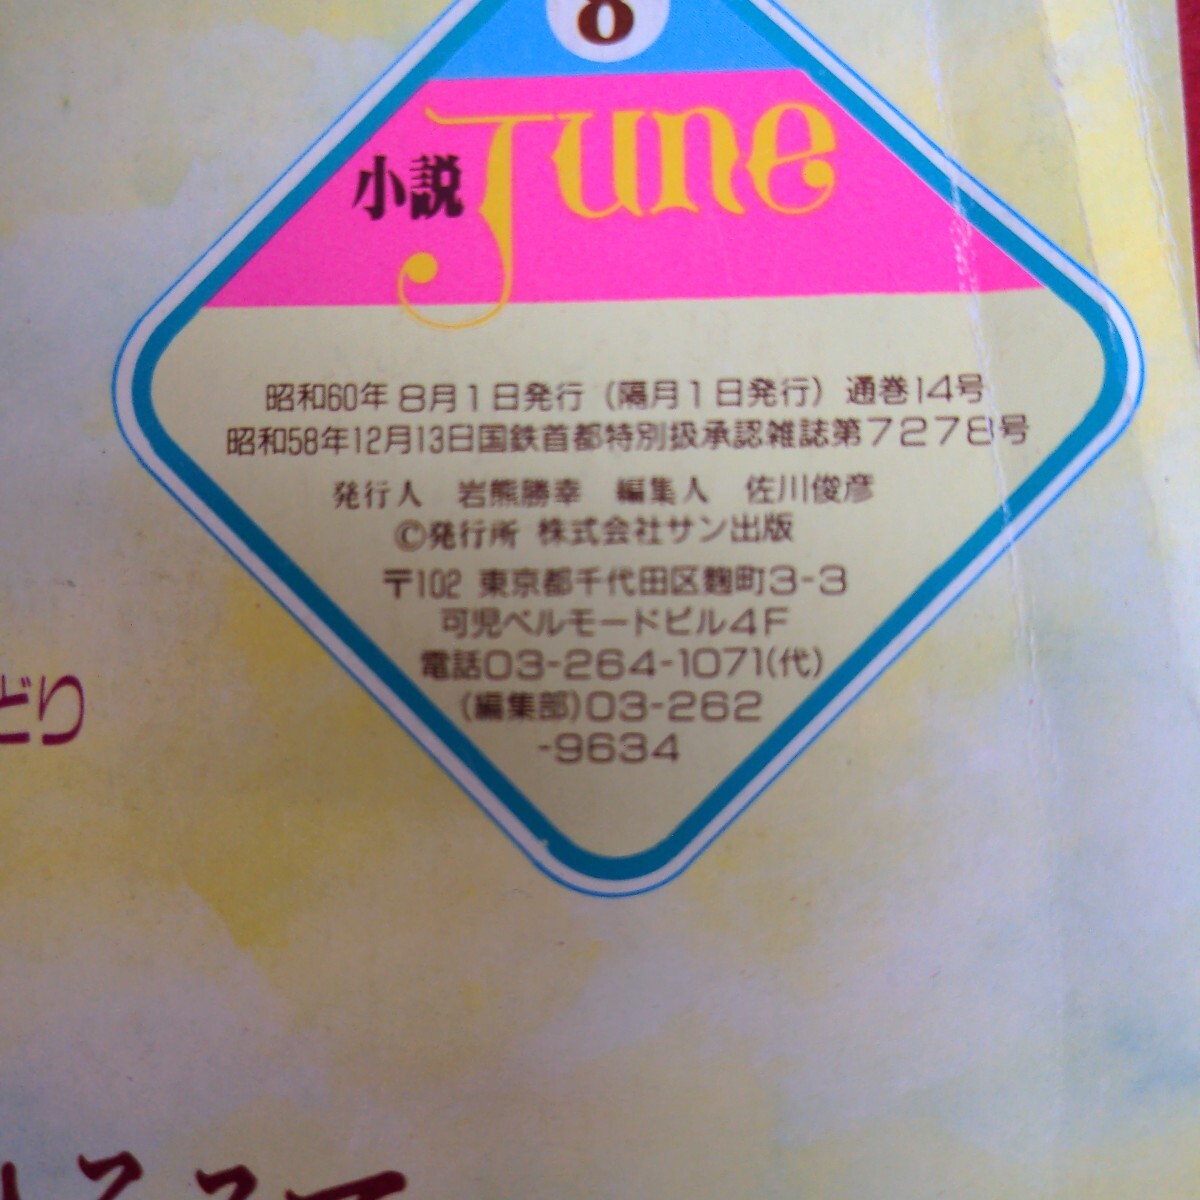 8
小説 June
昭和60年 8月1日発行（隔月1日発行）通巻14号
昭和58年12月13日国鉄首都特別扱承認雑誌第7278号
発行人　岩熊勝幸　編集人　佐川俊彦
©発行所 株式会社サン出版
〒102 東京都千代田区麹町3-3
可児ベルモードビル4F
電話03-264-1071(代)
(編集部)03-262
-9634
どり